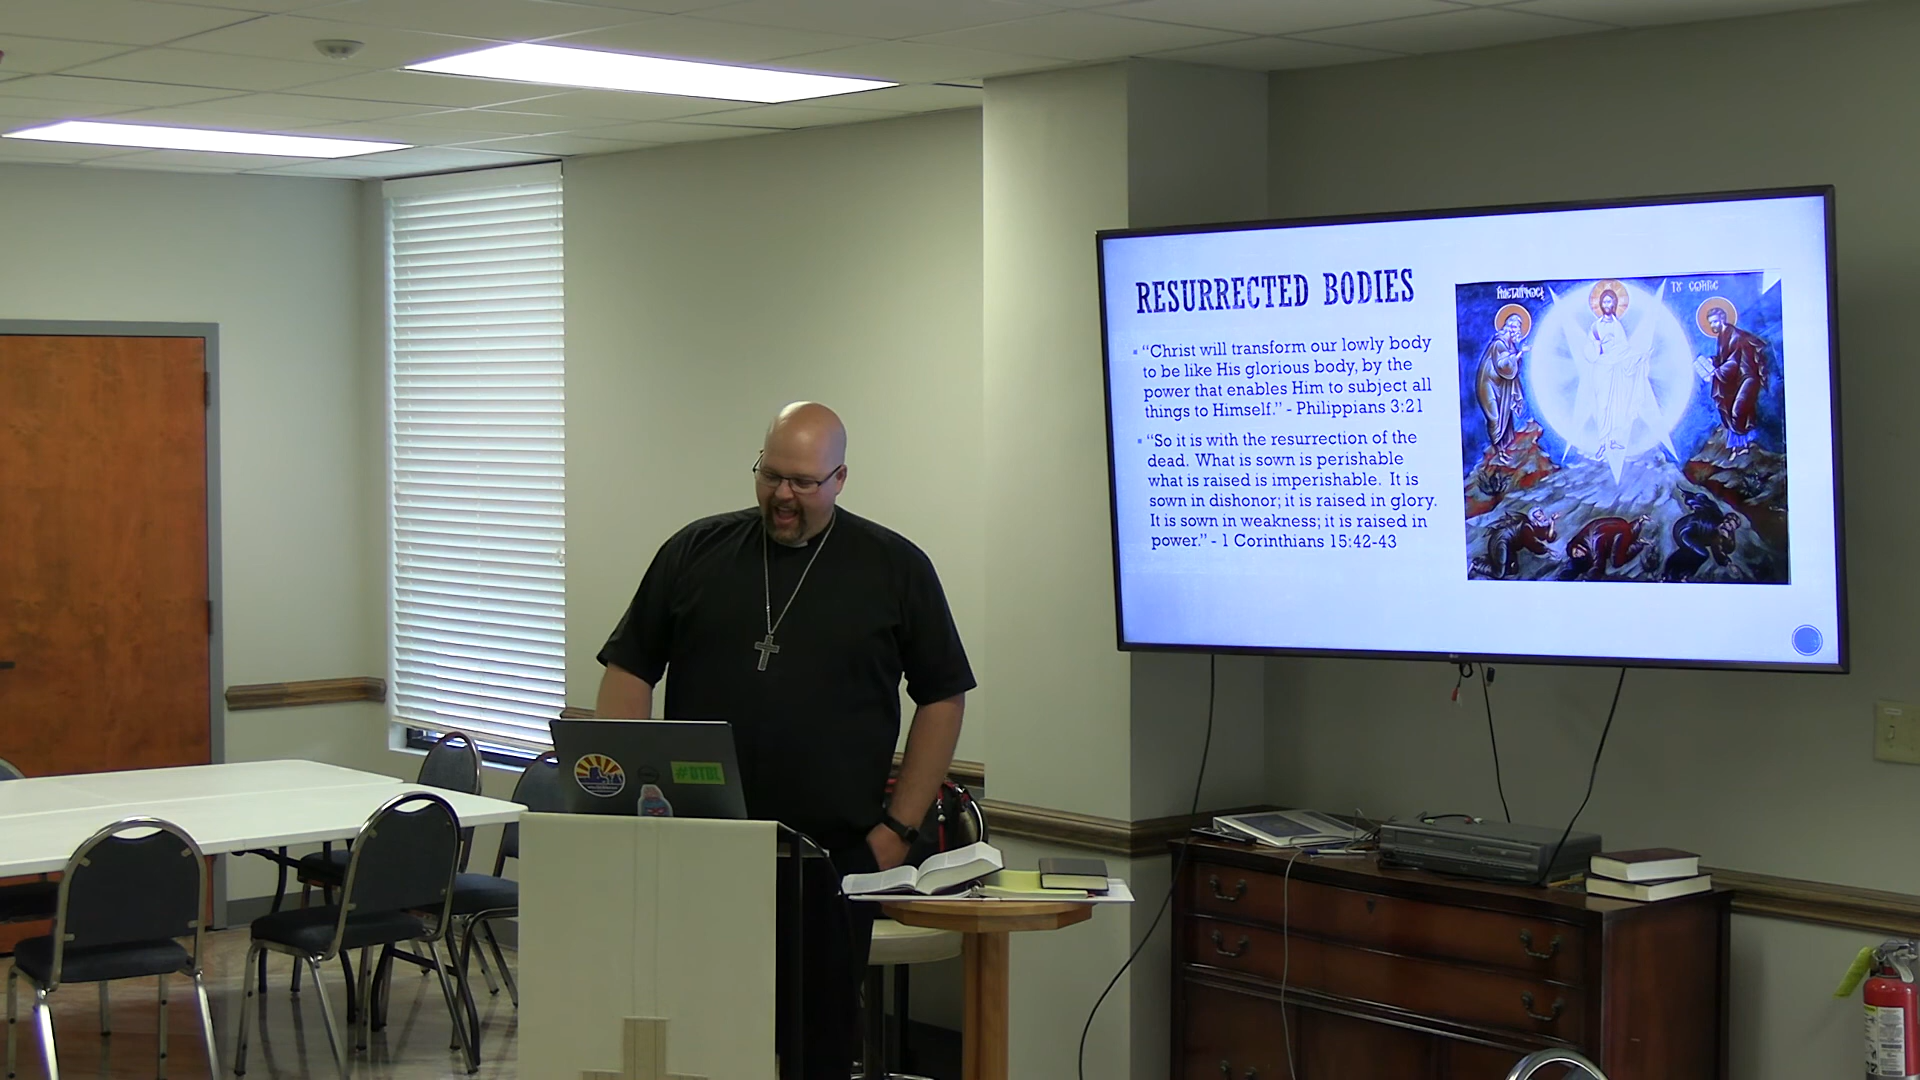 RESURRECTED BODIES
“Christ will transform our lowly body
to be like His glorious body, by the
power that enables Him to subject all
things to Himself.” - Philippians 3:21
“So it is with the resurrection of the
dead. What is sown is perishable
what is raised is imperishable. It is
sown in dishonor; it is raised in glory.
It is sown in weakness; it is raised in
power.” - 1 Corinthians 15:42-43
#DTBL